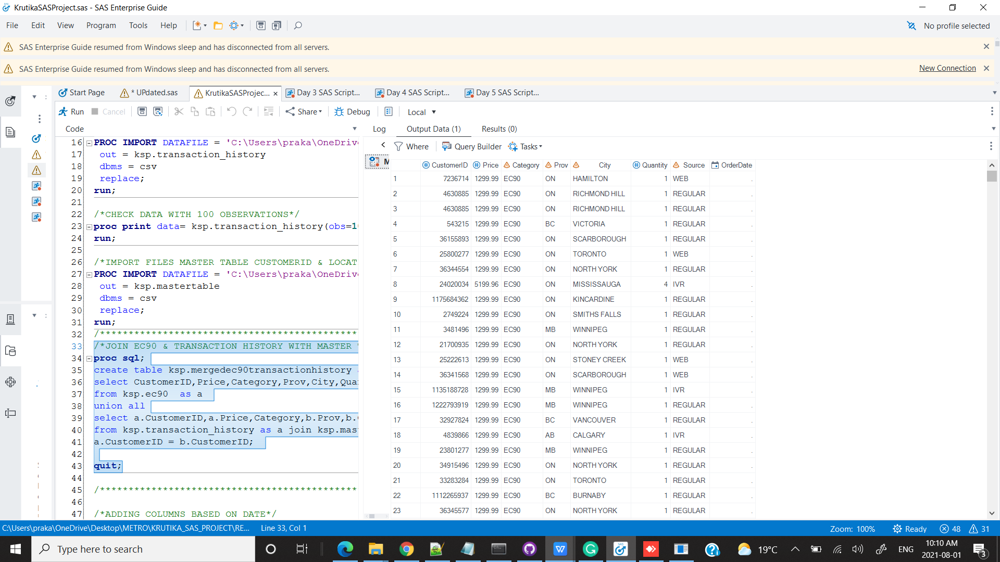 KrutikaSASProject.sas - SAS Enterprise Guide
File Edit View Program Tools Help
No profile selected
SAS Enterprise Guide resumed from Windows sleep and has disconnected from all servers.
SAS Enterprise Guide resumed from Windows sleep and has disconnected from all servers.
New Connection
Start Page
* UPdated.sas
KrutikaSASProjec...
Day 3 SAS Script...
Day 4 SAS Script...
Day 5 SAS Script...
Run Cancel Share Debug Local
Code
16 PROC IMPORT DATAFILE = 'C:\Users\praka\OneDriv
17 out = ksp.transaction_history
18 dbms = csv
19 replace;
20 run;
21
22 /*CHECK DATA WITH 100 OBSERVATIONS*/
23 proc print data= ksp.transaction_history(obs=1
24 run;
25
26 /*IMPORT FILES MASTER TABLE CUSTOMERID & LOCAT
27 PROC IMPORT DATAFILE = 'C:\Users\praka\OneDriv
28 out = ksp.mastertable
29 dbms = csv
30 replace;
31 run;
32 /*********************************************
33 /*JOIN EC90 & TRANSACTION HISTORY WITH MASTER
34 proc sql;
35 create table ksp.mergedec90transactionhistory
36 select CustomerID,Price,Category,Prov,City,Qua
37 from ksp.ec90 as a
38 union all
39 select a.CustomerID,a.Price,Category,b.Prov,b.
40 from ksp.transaction_history as a join ksp.mas
41 a.CustomerID = b.CustomerID;
42
43 quit;
44
45 /*********************************************
46
47 /*ADDING COLUMNS BASED ON DATE*/
Log Output Data (1) Results (0)
Where Query Builder Tasks
M
CustomerID Price Category Prov City Quantity Source OrderDate
1 7236714 1299.99 EC90 ON HAMILTON 1 WEB .
2 4630885 1299.99 EC90 ON RICHMOND HILL 1 REGULAR .
3 4630885 1299.99 EC90 ON RICHMOND HILL 1 REGULAR .
4 543215 1299.99 EC90 BC VICTORIA 1 REGULAR .
5 36155893 1299.99 EC90 ON SCARBOROUGH 1 REGULAR .
6 25800277 1299.99 EC90 ON TORONTO 1 WEB .
7 36344554 1299.99 EC90 ON NORTH YORK 1 REGULAR .
8 24020034 5199.96 EC90 ON MISSISSAUGA 4 IVR .
9 1175684362 1299.99 EC90 ON KINCARDINE 1 REGULAR .
10 2749224 1299.99 EC90 ON SMITHS FALLS 1 REGULAR .
11 3481496 1299.99 EC90 MB WINNIPEG 1 REGULAR .
12 21700935 1299.99 EC90 ON NORTH YORK 1 REGULAR .
13 25222613 1299.99 EC90 ON STONEY CREEK 1 WEB .
14 36341568 1299.99 EC90 ON SCARBOROUGH 1 WEB .
15 1135188728 1299.99 EC90 MB WINNIPEG 1 IVR .
16 1222793919 1299.99 EC90 MB WINNIPEG 1 REGULAR .
17 32927824 1299.99 EC90 BC VANCOUVER 1 REGULAR .
18 4839866 1299.99 EC90 AB CALGARY 1 IVR .
19 23801277 1299.99 EC90 MB WINNIPEG 1 REGULAR .
20 34915496 1299.99 EC90 ON NORTH YORK 1 REGULAR .
21 33283284 1299.99 EC90 ON TORONTO 1 REGULAR .
22 1112265937 1299.99 EC90 BC BURNABY 1 REGULAR .
23 36345577 1299.99 EC90 ON NORTH YORK 1 REGULAR .
C:\Users\praka\OneDrive\Desktop\METRO\KRUTIKA_SAS_PROJECT\RE... Line 33, Col 1
Zoom: 100% Ready 48 31
Type here to search
19°C ENG
10:10 AM
2021-08-01
3